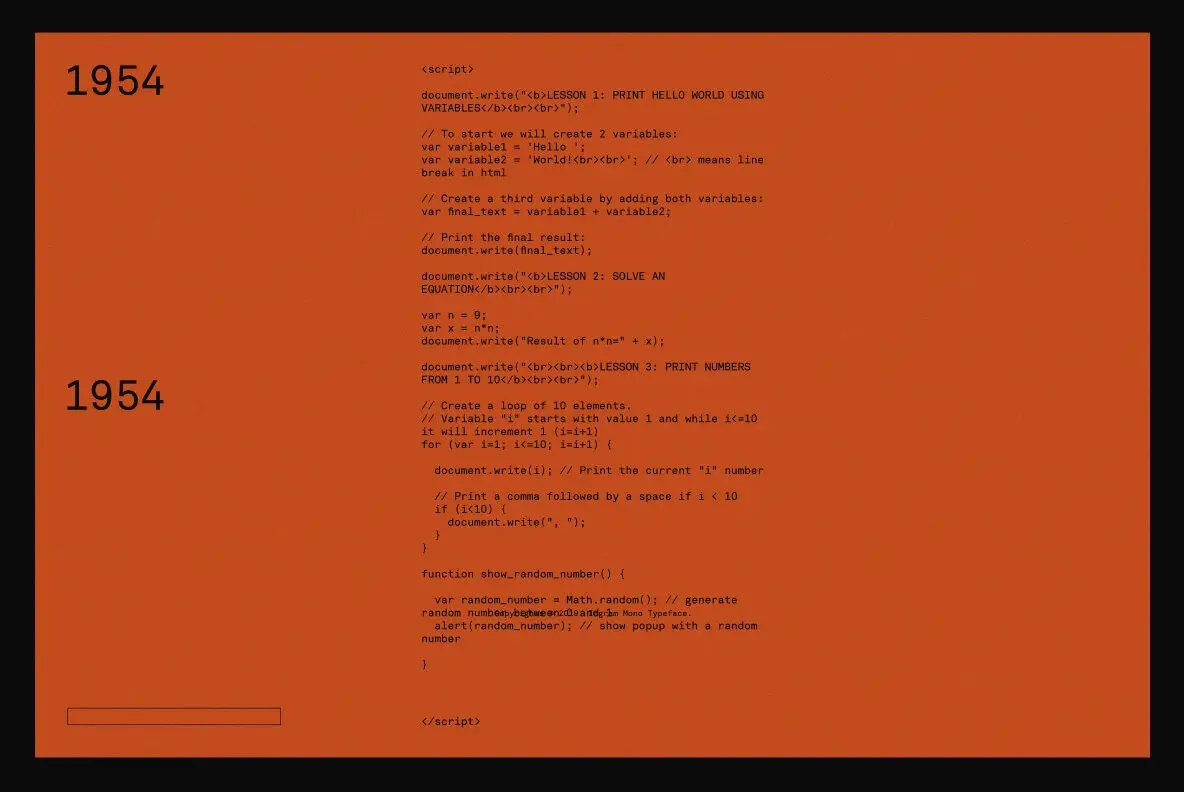 1954
<script>
document.write("<b>LESSON 1: PRINT HELLO WORLD USING
VARIABLES</b><br><br>");
// To start we will create 2 variables:
var variable1 = 'Hello ';
var variable2 = 'World!<br><br>'; // <br> means line
break in html
// Create a third variable by adding both variables:
var final_text = variable1 + variable2;
// Print the final result:
document.write(final_text);
document.write("<b>LESSON 2: SOLVE AN
EQUATION</b><br><br>");
var n = 9;
var x = n*n;
document.write("Result of n*n=" + x);
document.write("<br><br><b>LESSON 3: PRINT NUMBERS
FROM 1 TO 10</b><br><br>");
1954
// Create a loop of 10 elements.
// Variable "i" starts with value 1 and while i<=10
it will increment 1 (i=i+1)
for (var i=1; i<=10; i=i+1) {
  document.write(i); // Print the current "i" number
  // Print a comma followed by a space if i < 10
  if (i<10) {
    document.write(", ");
  }
}
function show_random_number() {
  var random_number = Math.random(); // generate
random number between 0 and 1
Mono Typeface.
  alert(random_number); // show popup with a random
number
}
</script>